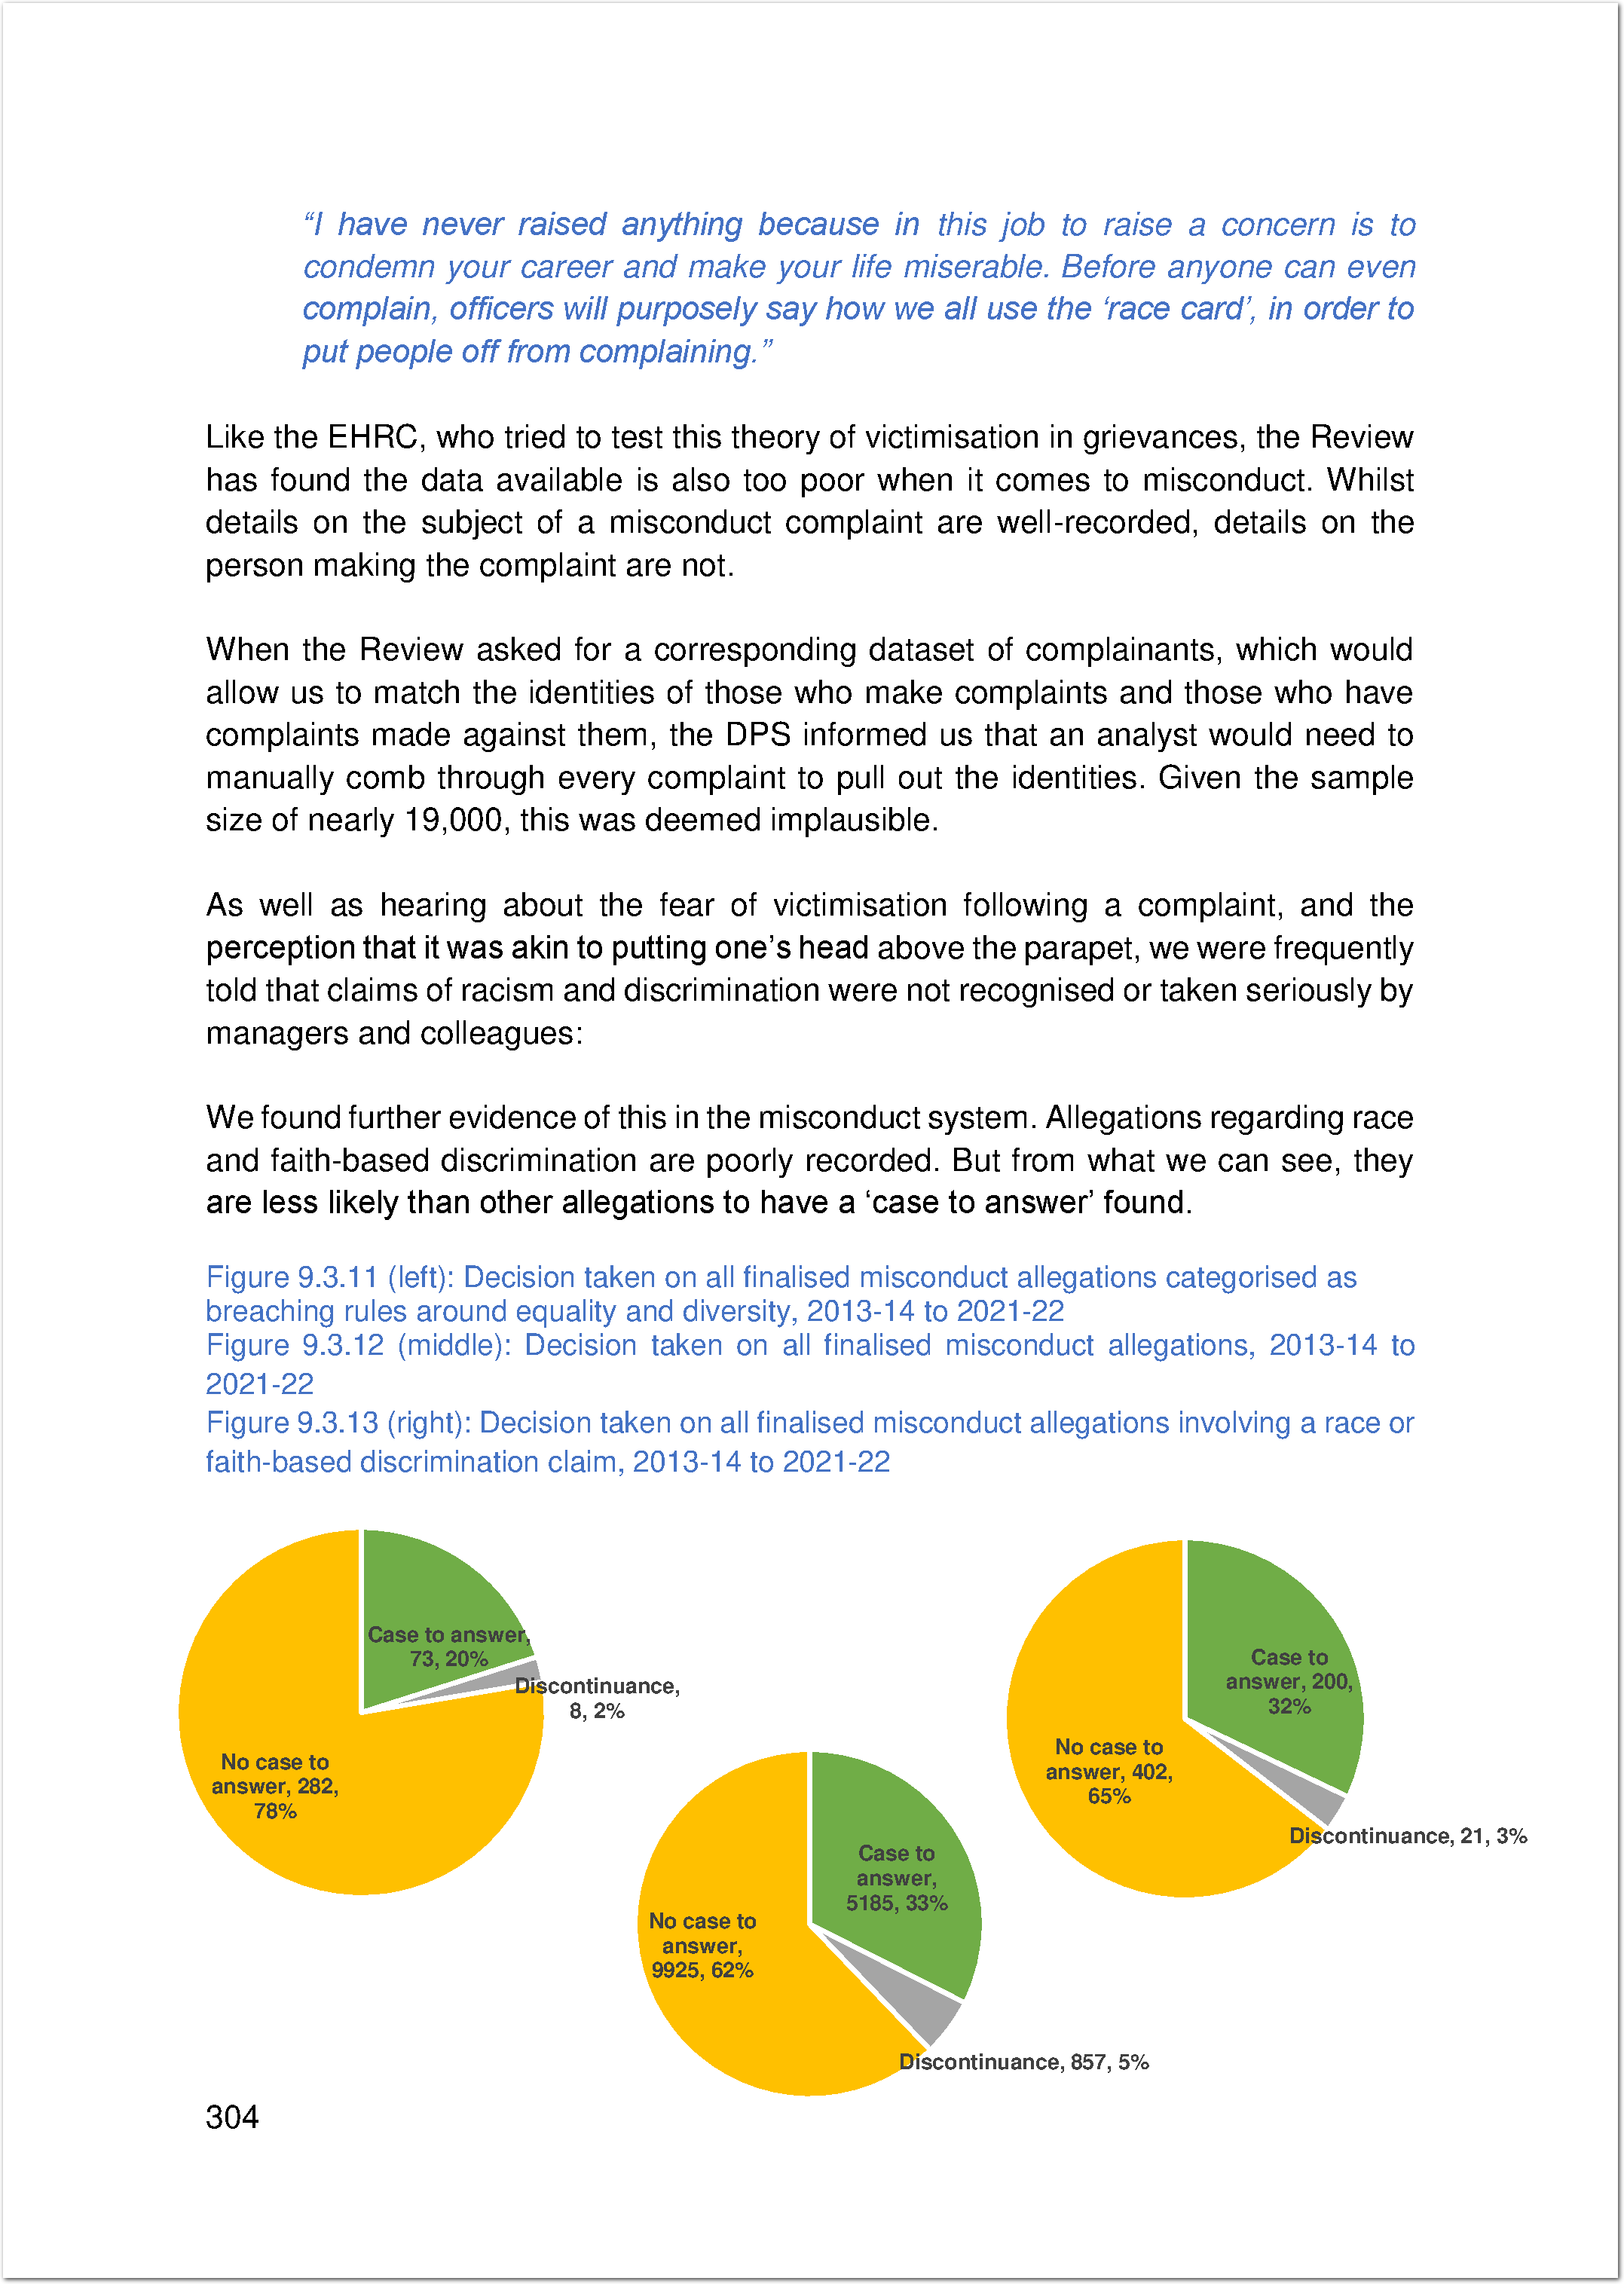 “I have never raised anything because in this job to raise a concern is to
condemn your career and make your life miserable. Before anyone can even
complain, officers will purposely say how we all use the ‘race card’, in order to
put people off from complaining.”
Like the EHRC, who tried to test this theory of victimisation in grievances, the Review
has found the data available is also too poor when it comes to misconduct. Whilst
details on the subject of a misconduct complaint are well-recorded, details on the
person making the complaint are not.
When the Review asked for a corresponding dataset of complainants, which would
allow us to match the identities of those who make complaints and those who have
complaints made against them, the DPS informed us that an analyst would need to
manually comb through every complaint to pull out the identities. Given the sample
size of nearly 19,000, this was deemed implausible.
As well as hearing about the fear of victimisation following a complaint, and the
perception that it was akin to putting one’s head above the parapet, we were frequently
told that claims of racism and discrimination were not recognised or taken seriously by
managers and colleagues:
We found further evidence of this in the misconduct system. Allegations regarding race
and faith-based discrimination are poorly recorded. But from what we can see, they
are less likely than other allegations to have a ‘case to answer’ found.
Figure 9.3.11 (left): Decision taken on all finalised misconduct allegations categorised as
breaching rules around equality and diversity, 2013-14 to 2021-22
Figure 9.3.12 (middle): Decision taken on all finalised misconduct allegations, 2013-14 to
2021-22
Figure 9.3.13 (right): Decision taken on all finalised misconduct allegations involving a race or
faith-based discrimination claim, 2013-14 to 2021-22
Case to answer,
73, 20%
Discontinuance,
8, 2%
No case to
answer, 282,
78%
Case to
answer,
5185, 33%
No case to
answer,
9925, 62%
Discontinuance, 857, 5%
Case to
answer, 200,
32%
No case to
answer, 402,
65%
Discontinuance, 21, 3%
304